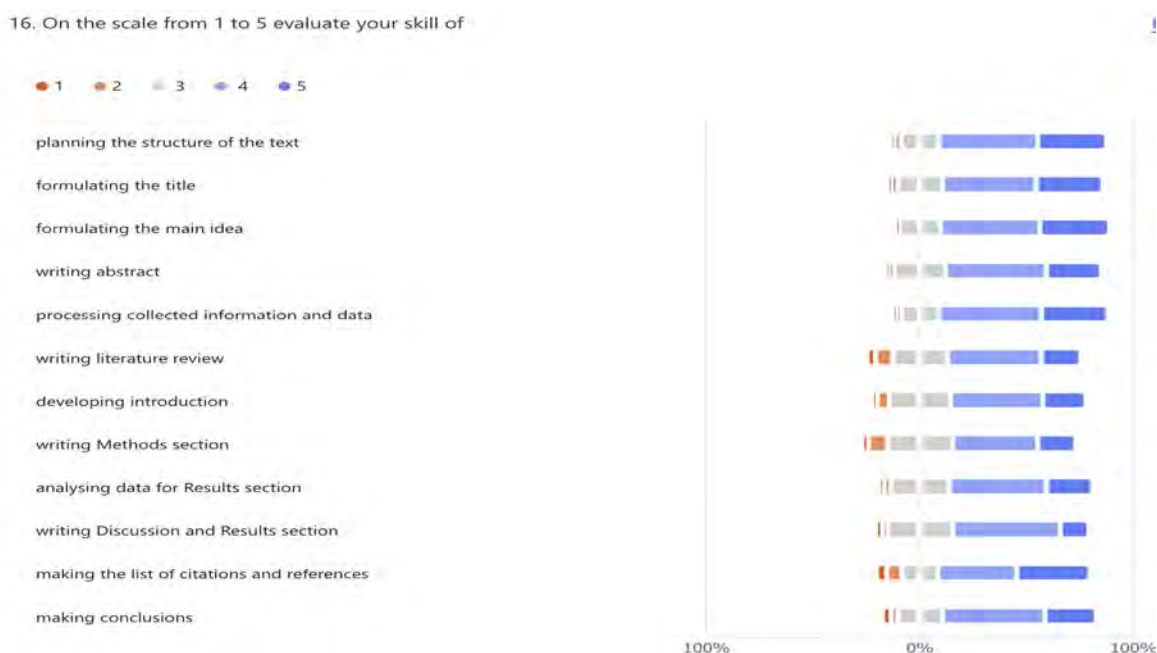 16. On the scale from 1 to 5 evaluate your skill of
1 2 3 4 5
planning the structure of the text
formulating the title
formulating the main idea
writing abstract
processing collected information and data
writing literature review
developing introduction
writing Methods section
analysing data for Results section
writing Discussion and Results section
making the list of citations and references
making conclusions
100% 0% 100%